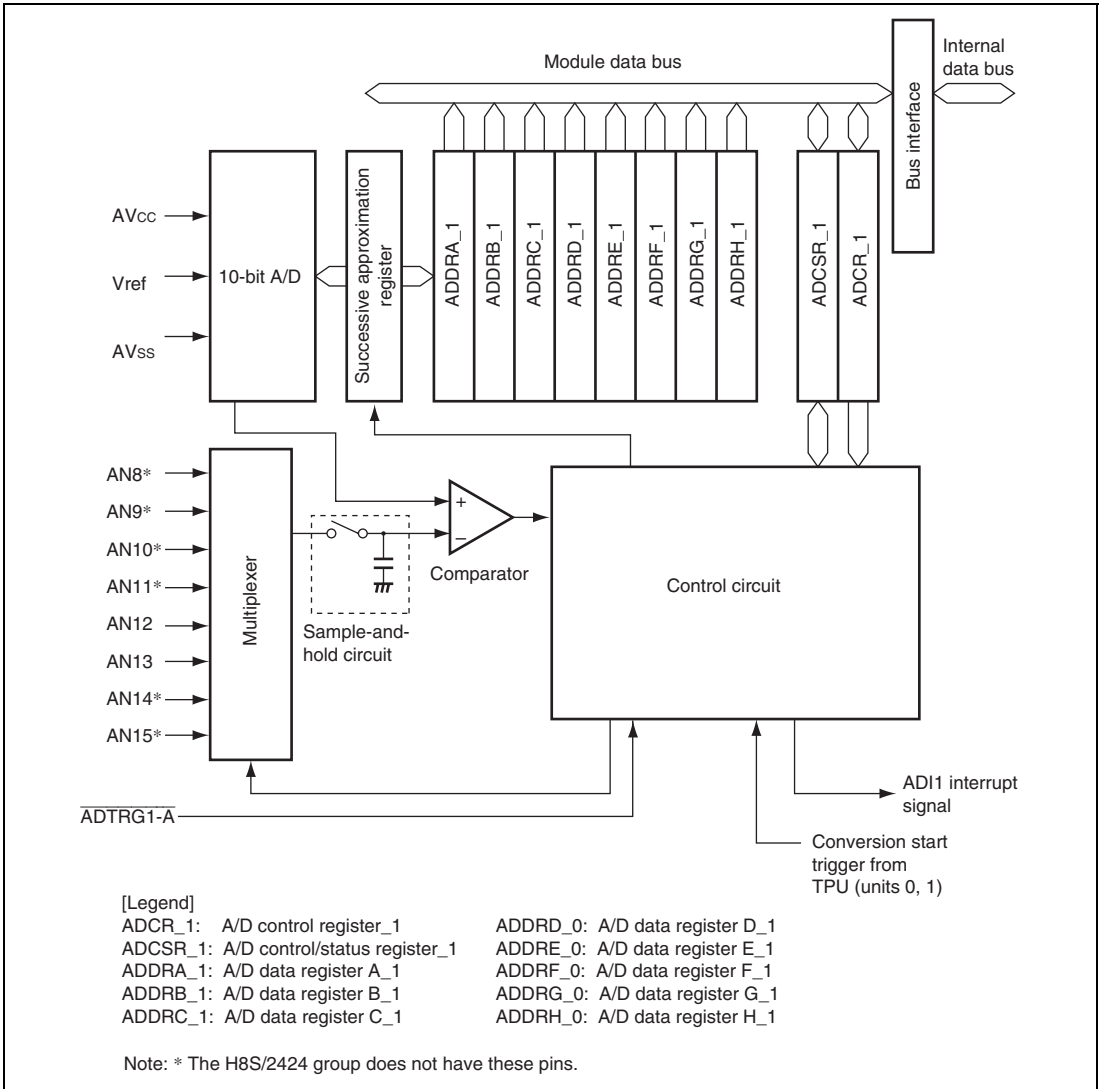 Module data bus
Internal
data bus
Bus interface
AVCC
Vref
AVSS
10-bit A/D
Successive approximation
register
ADDRA_1
ADDRB_1
ADDRC_1
ADDRD_1
ADDRE_1
ADDRF_1
ADDRG_1
ADDRH_1
ADCSR_1
ADCR_1
AN8*
AN9*
AN10*
AN11*
AN12
AN13
AN14*
AN15*
Multiplexer
+
−
Comparator
Sample-and-
hold circuit
Control circuit
ADTRG1-A
ADI1 interrupt
signal
Conversion start
trigger from
TPU (units 0, 1)
[Legend]
ADCR_1: A/D control register_1
ADCSR_1: A/D control/status register_1
ADDRA_1: A/D data register A_1
ADDRB_1: A/D data register B_1
ADDRC_1: A/D data register C_1
ADDRD_0: A/D data register D_1
ADDRE_0: A/D data register E_1
ADDRF_0: A/D data register F_1
ADDRG_0: A/D data register G_1
ADDRH_0: A/D data register H_1
Note: * The H8S/2424 group does not have these pins.